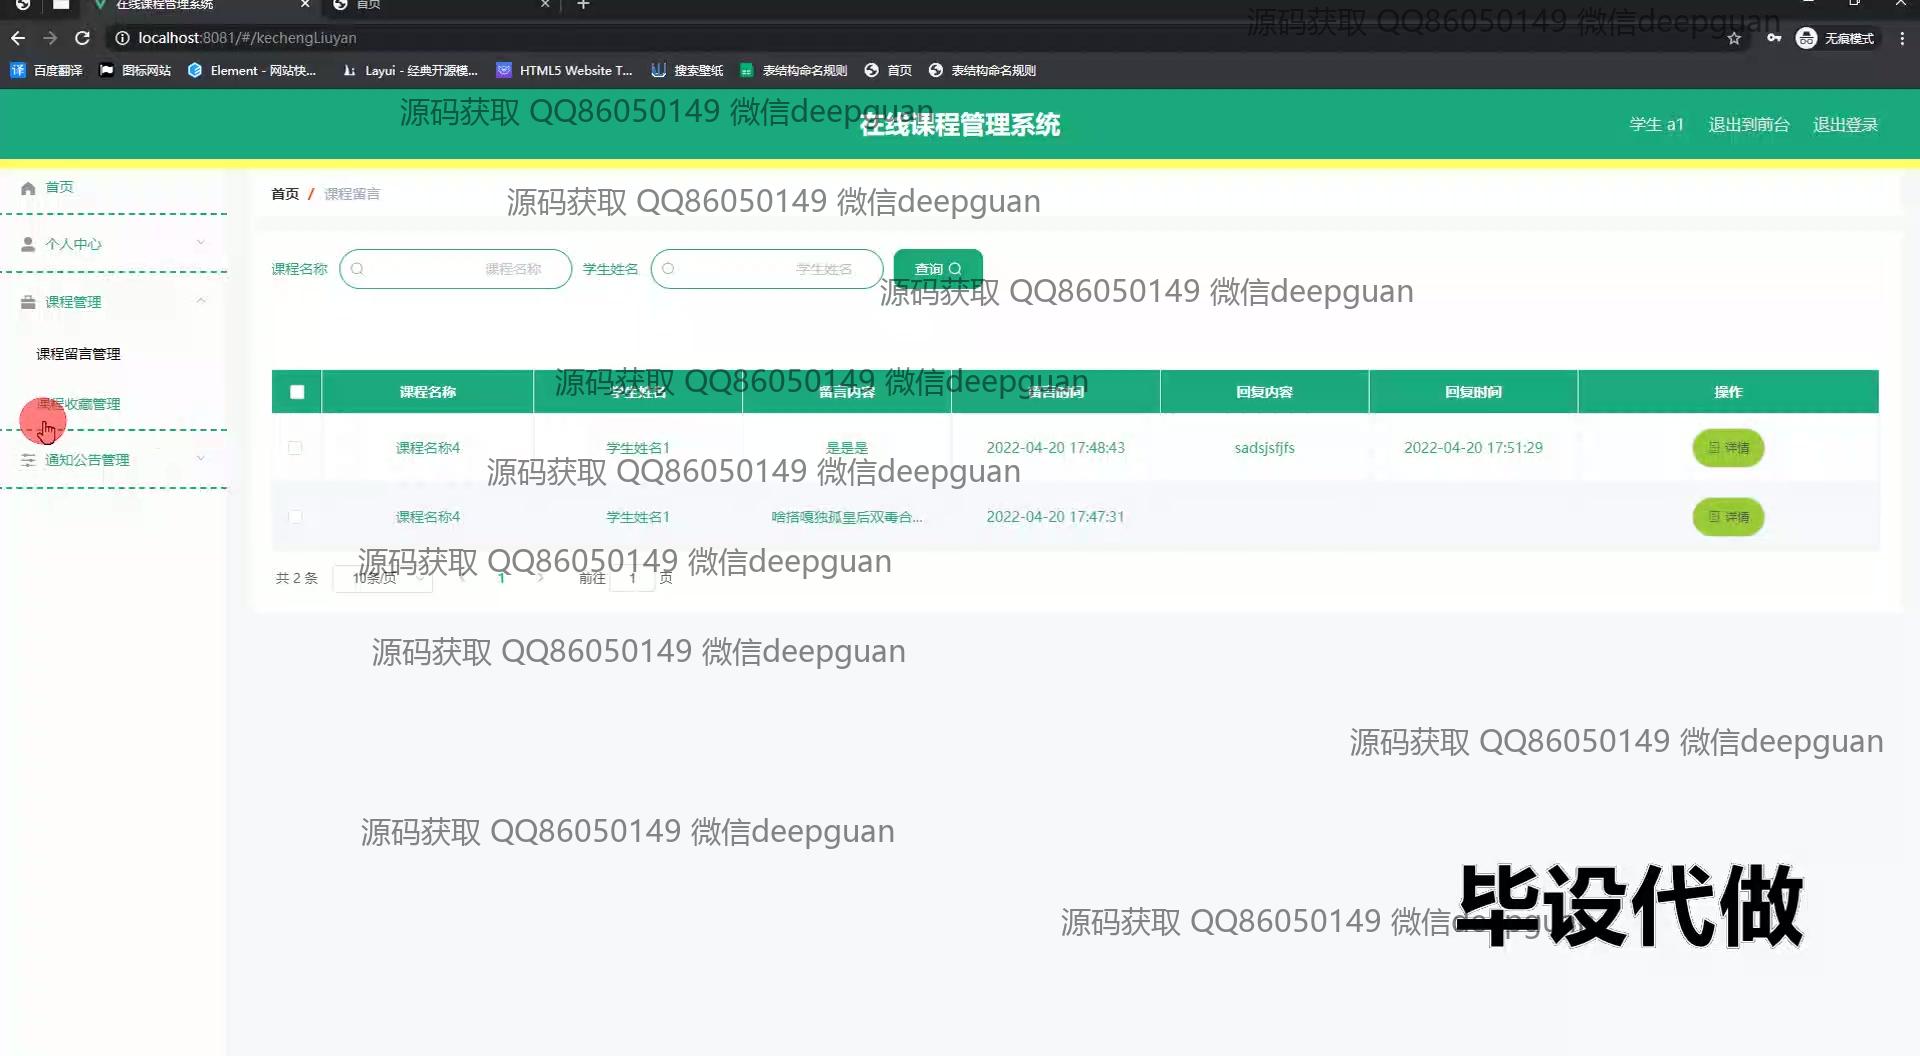 在线课程管理系统
首页
localhost:8081/#/kechengLiuyan
无痕模式
源码获取 QQ86050149 微信deepguan
百度翻译
图标网站
Element - 网站快...
Layui - 经典开源模...
HTML5 Website T...
搜索壁纸
表结构命名规则
首页
表结构命名规则
源码获取 QQ86050149 微信deepguan
在线课程管理系统
学生 a1
退出到前台
退出登录
首页
个人中心
课程管理
课程留言管理
课程收藏管理
通知公告管理
首页 / 课程留言
源码获取 QQ86050149 微信deepguan
课程名称
课程名称
学生姓名
学生姓名
查询
源码获取 QQ86050149 微信deepguan
课程名称 学生姓名 留言内容 留言时间 回复内容 回复时间 操作
源码获取 QQ86050149 微信deepguan
课程名称4 学生姓名1 是是是 2022-04-20 17:48:43 sadsjsfjfs 2022-04-20 17:51:29 详情
源码获取 QQ86050149 微信deepguan
课程名称4 学生姓名1 啥搭嘎独孤皇后双毒合... 2022-04-20 17:47:31 详情
源码获取 QQ86050149 微信deepguan
共 2 条 10条/页 1 前往 1 页
源码获取 QQ86050149 微信deepguan
源码获取 QQ86050149 微信deepguan
源码获取 QQ86050149 微信deepguan
源码获取 QQ86050149 微信deepguan
毕设代做